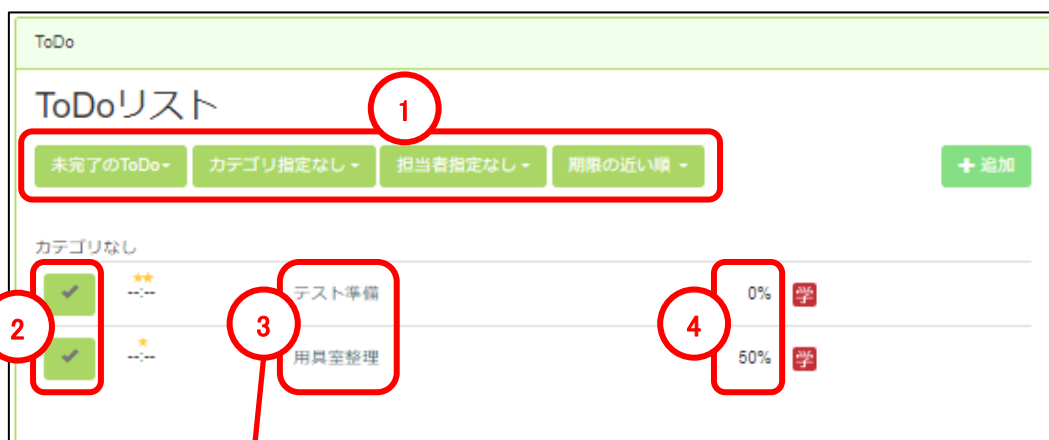 ToDo
ToDoリスト
1
未完了のToDo カテゴリ指定なし 担当者指定なし 期限の近い順 追加
カテゴリなし
--:-- テスト準備 0% 学
2 3 4
--:-- 用具室整理 50% 学